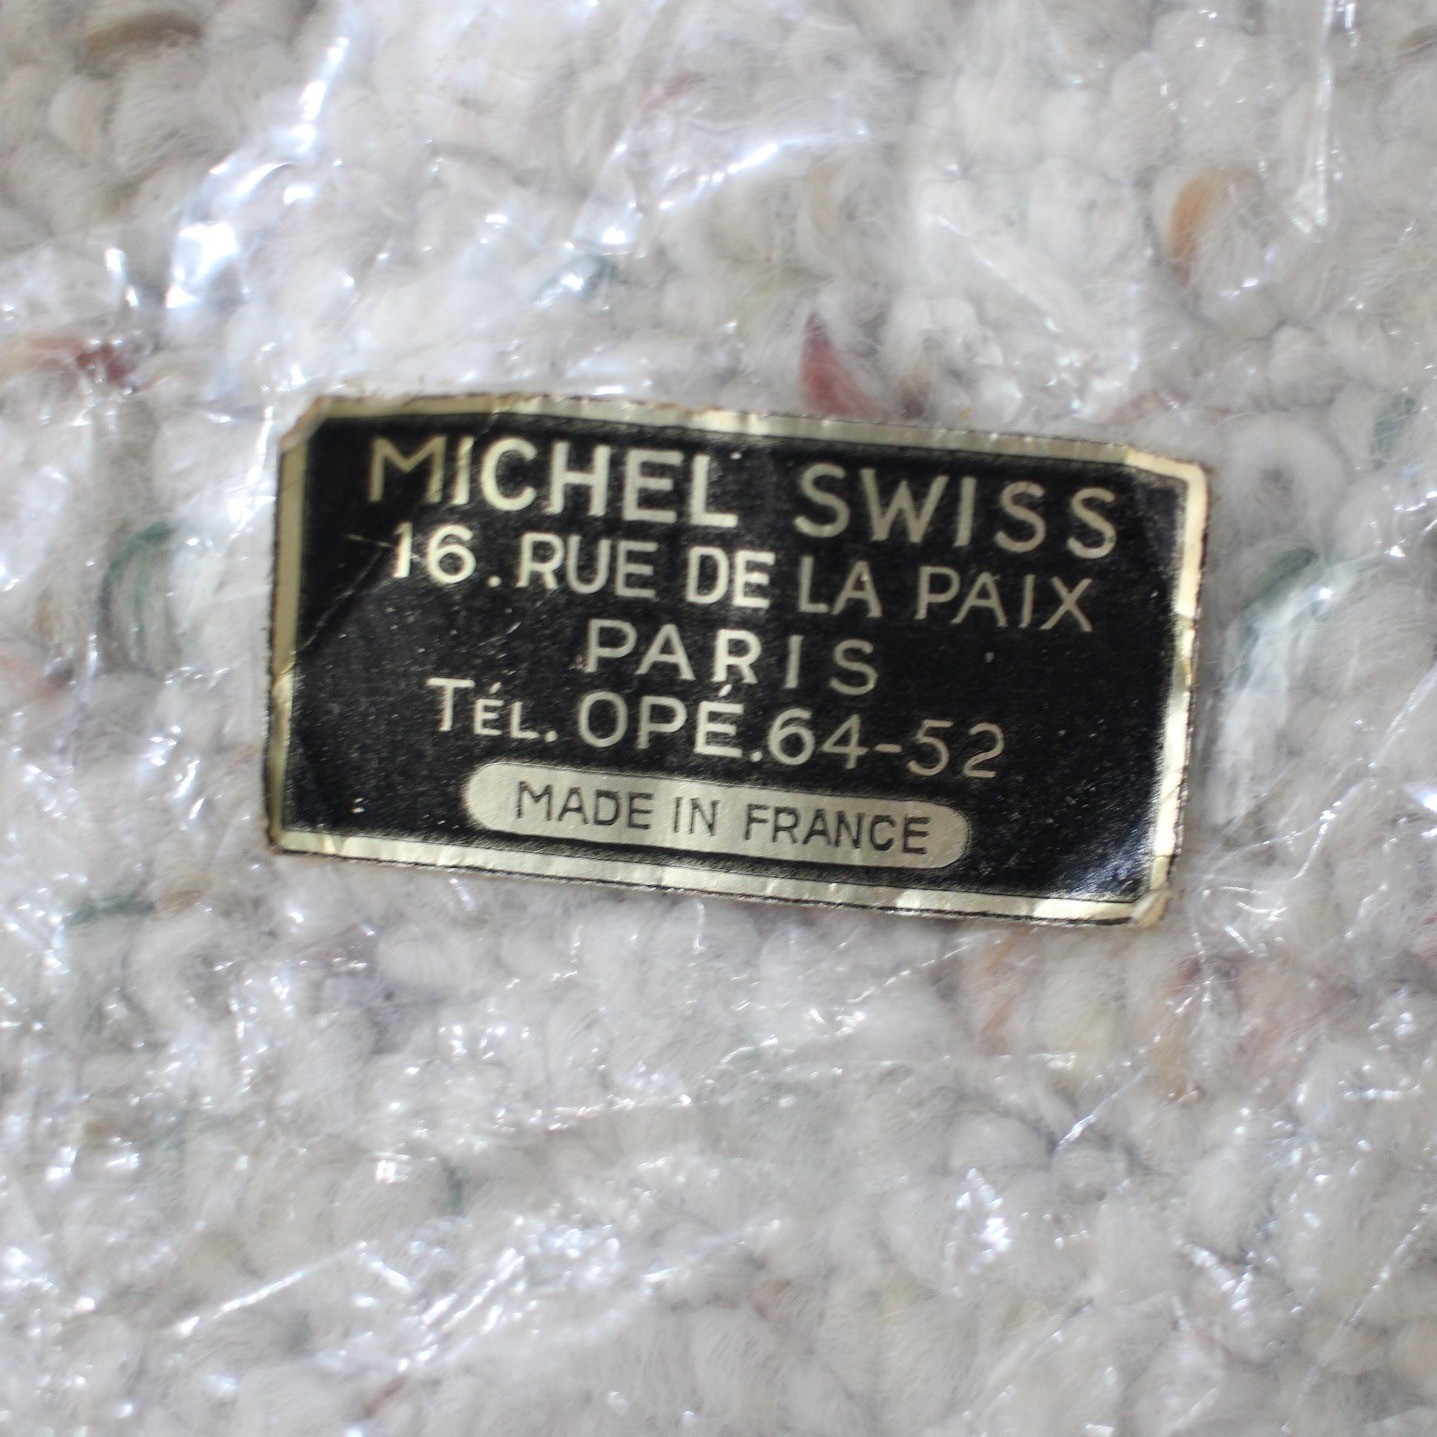 MICHEL SWISS
16. RUE DE LA PAIX
PARIS
TÉL. OPÉ.64-52
MADE IN FRANCE